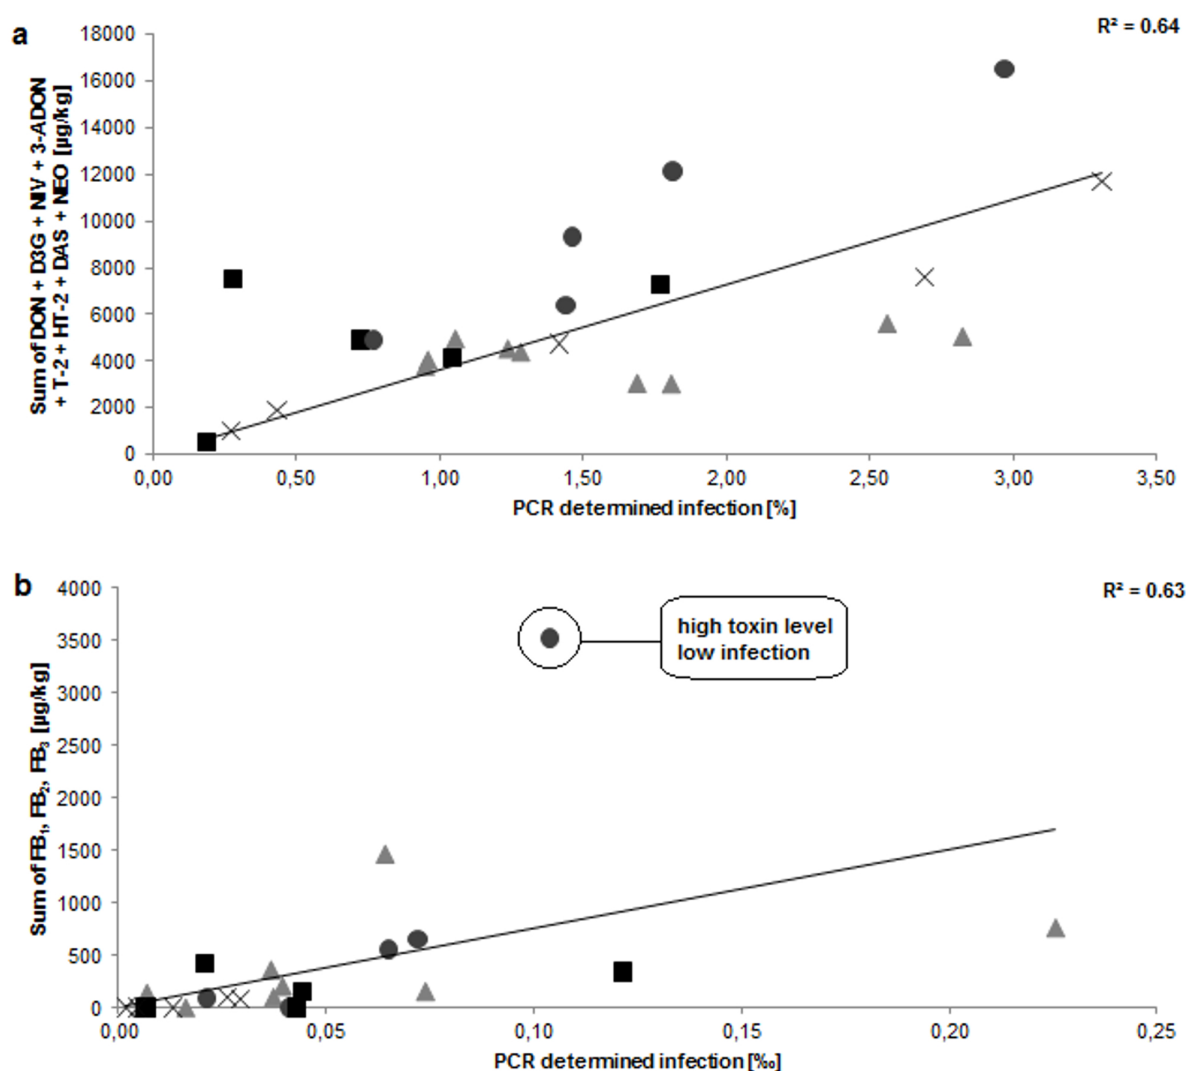 a
R² = 0.64
Sum of DON + D3G + NIV + 3-ADON
+ T-2 + HT-2 + DAS + NEO [µg/kg]
18000
16000
14000
12000
10000
8000
6000
4000
2000
0
0,00 0,50 1,00 1,50 2,00 2,50 3,00 3,50
PCR determined infection [%]
b
R² = 0.63
Sum of FB₁, FB₂, FB₃ [µg/kg]
4000
3500
3000
2500
2000
1500
1000
500
0
high toxin level
low infection
0,00 0,05 0,10 0,15 0,20 0,25
PCR determined infection [‰]